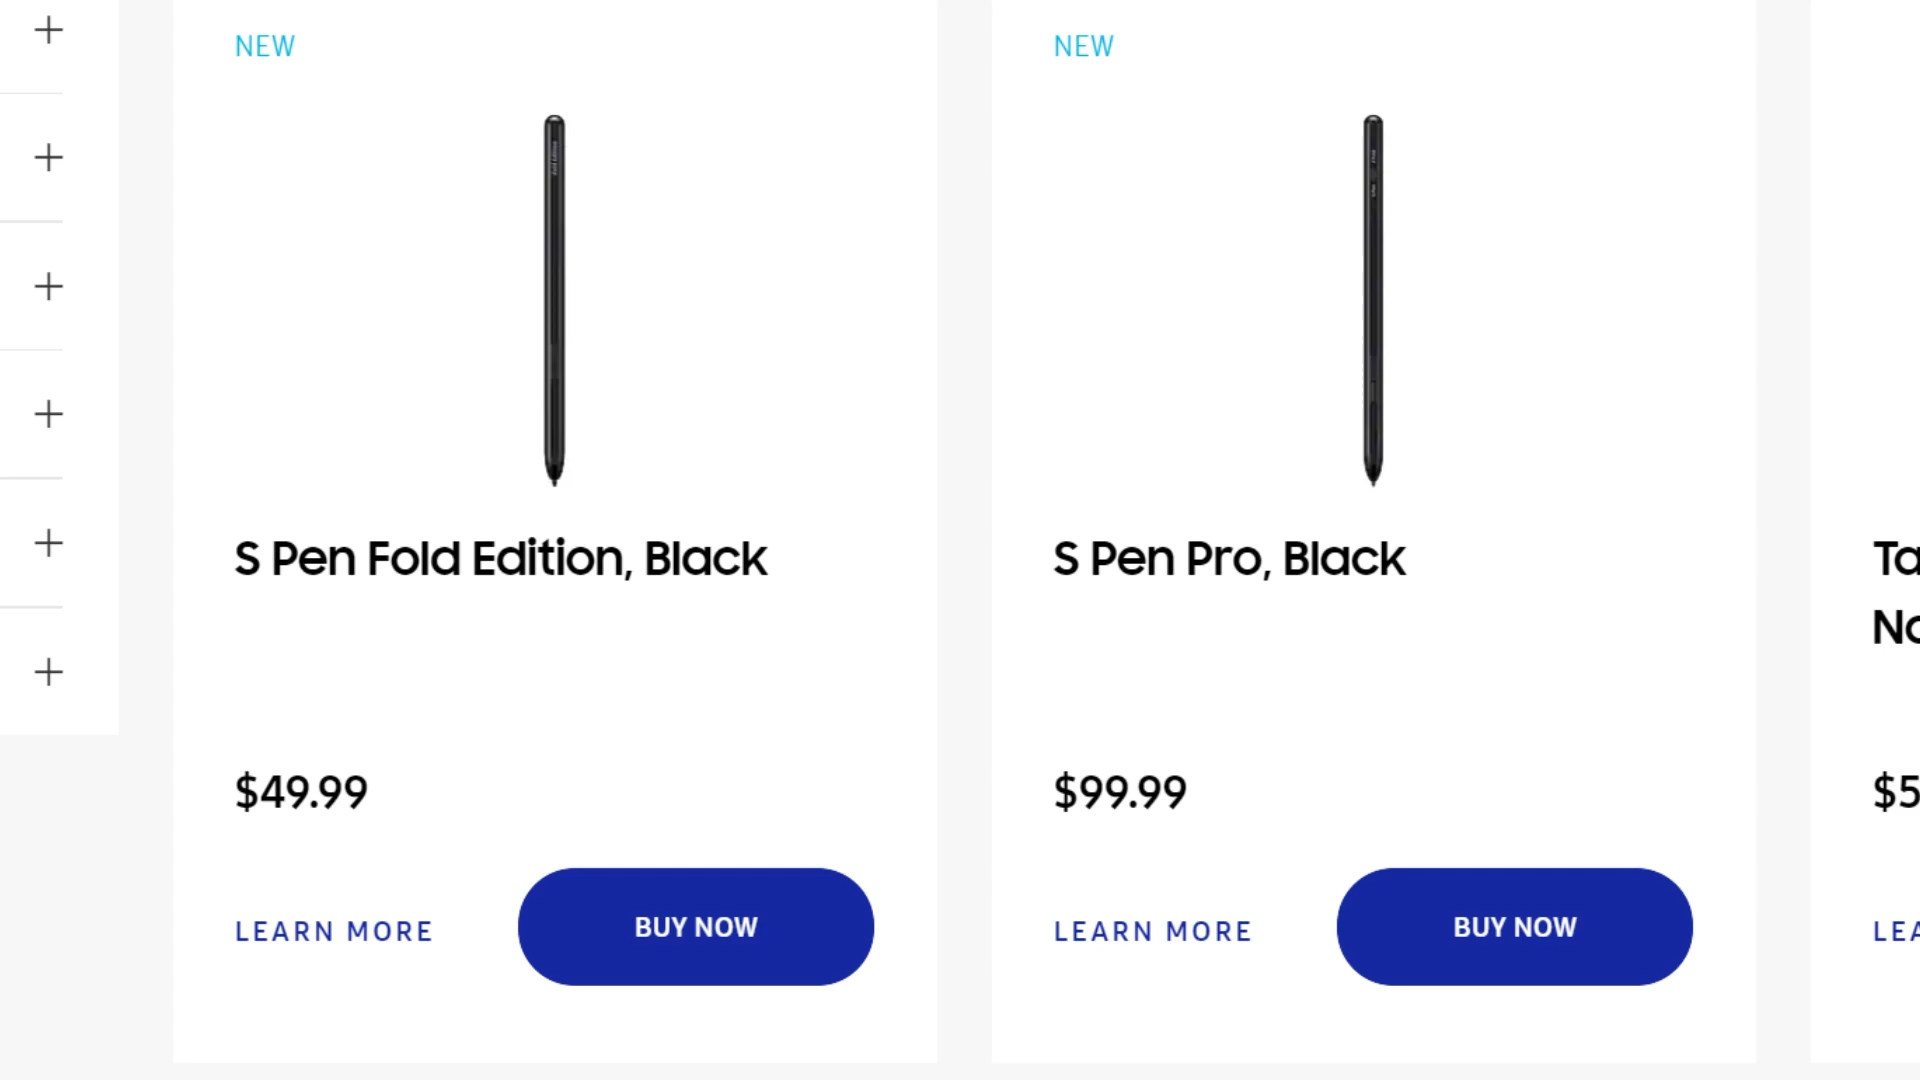 NEW
NEW
S Pen Fold Edition, Black
S Pen Pro, Black
$49.99
$99.99
LEARN MORE
BUY NOW
LEARN MORE
BUY NOW